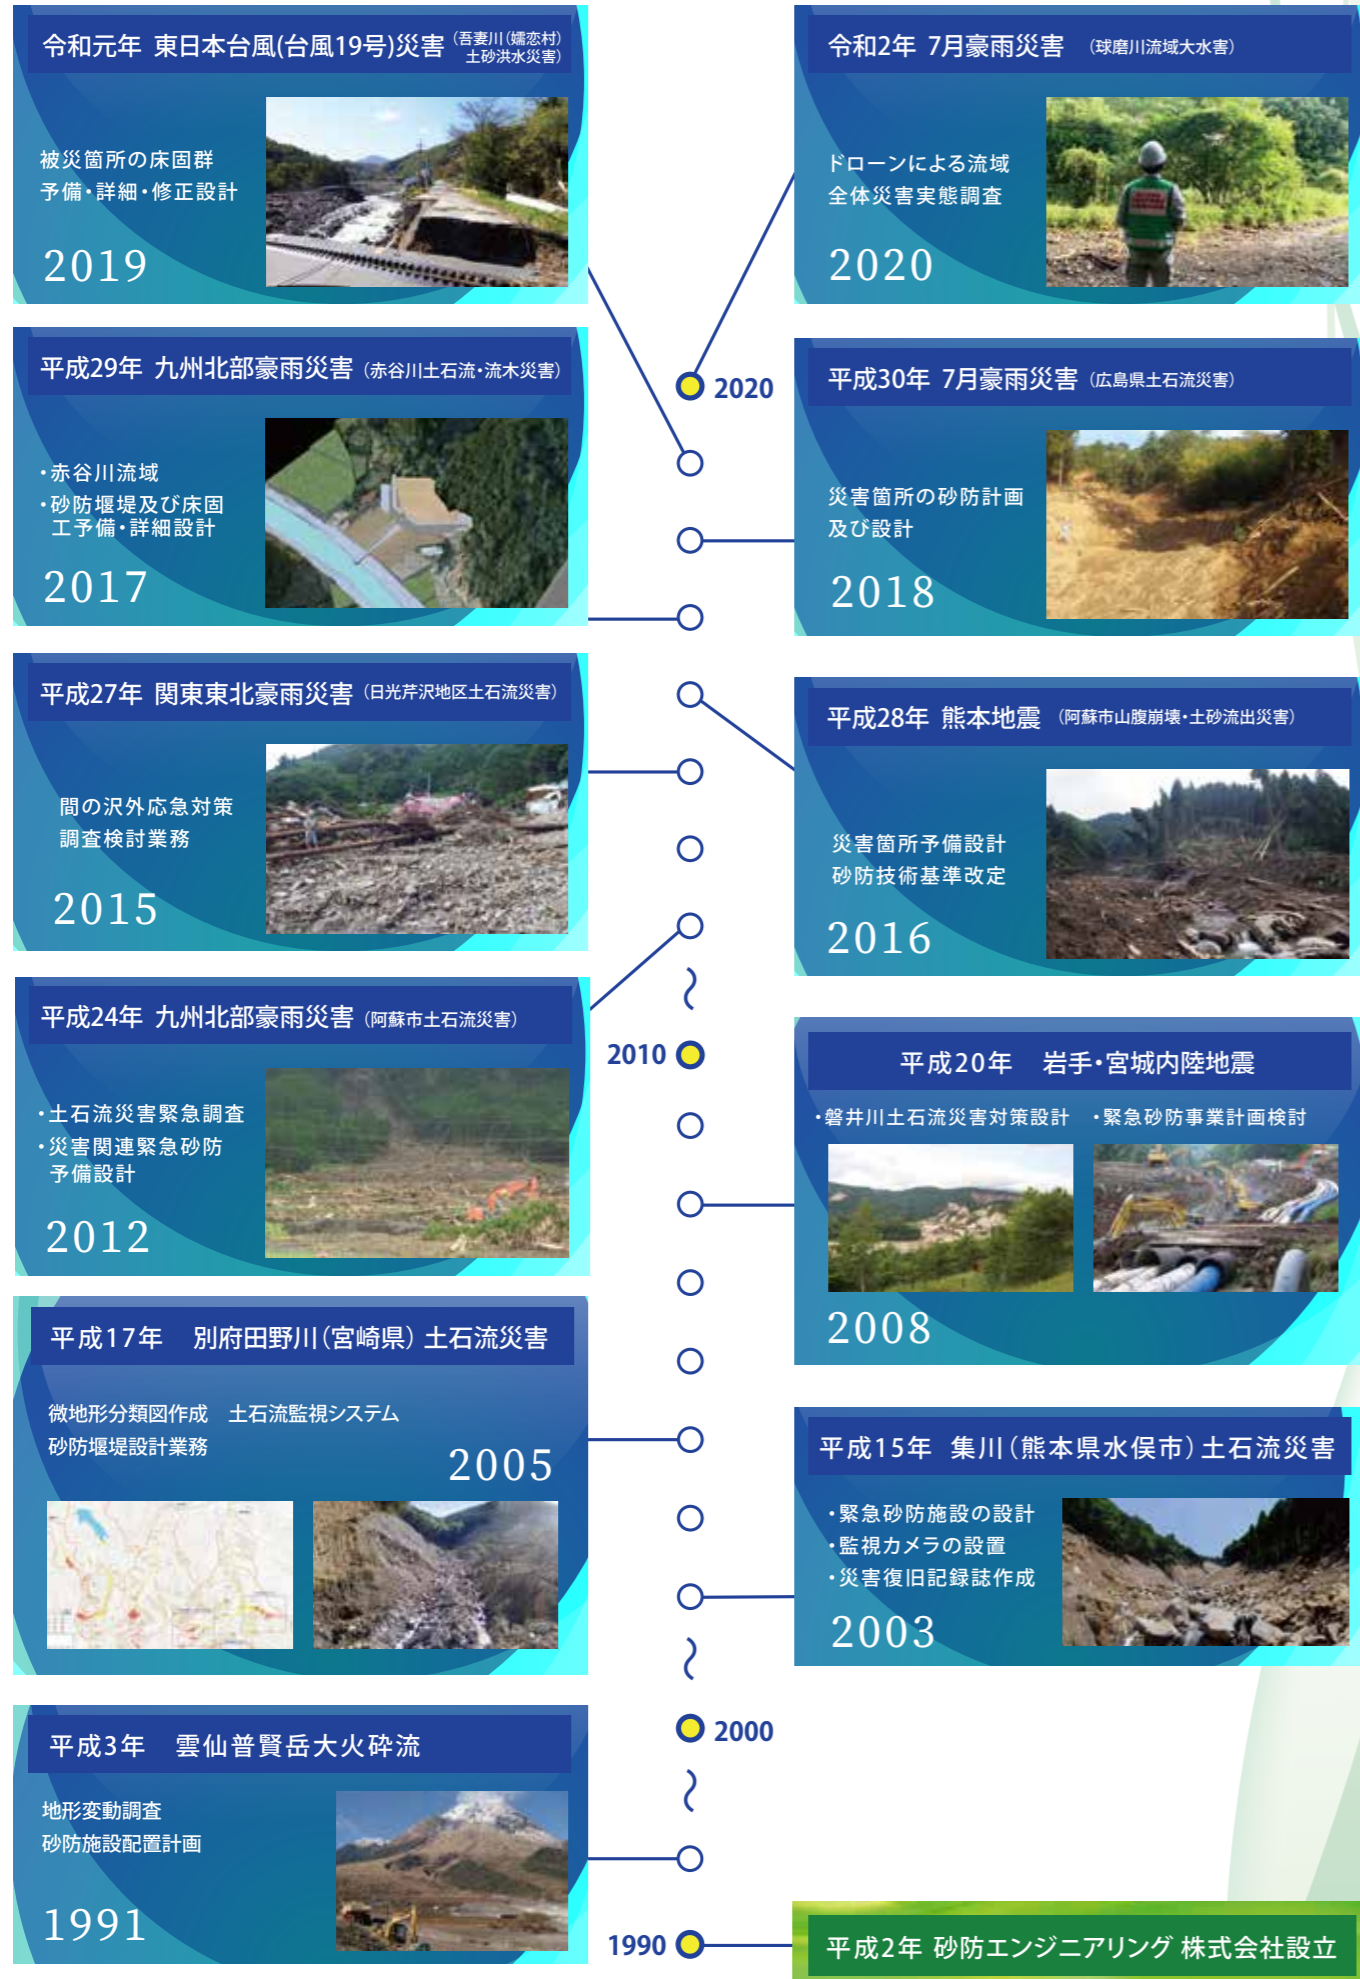 令和元年 東日本台風(台風19号)災害 (吾妻川(嬬恋村)
土砂洪水災害)
被災箇所の床固群
予備・詳細・修正設計
2019
令和2年 7月豪雨災害 (球磨川流域大水害)
ドローンによる流域
全体災害実態調査
2020
平成29年 九州北部豪雨災害 (赤谷川土石流・流木災害)
・赤谷川流域
・砂防堰堤及び床固
工予備・詳細設計
2017
2020
平成30年 7月豪雨災害 (広島県土石流災害)
災害箇所の砂防計画
及び設計
2018
平成27年 関東東北豪雨災害 (日光芹沢地区土石流災害)
間の沢外応急対策
調査検討業務
2015
平成28年 熊本地震 (阿蘇市山腹崩壊・土砂流出災害)
災害箇所予備設計
砂防技術基準改定
2016
平成24年 九州北部豪雨災害 (阿蘇市土石流災害)
・土石流災害緊急調査
・災害関連緊急砂防
予備設計
2012
2010
平成20年 岩手・宮城内陸地震
・磐井川土石流災害対策設計 ・緊急砂防事業計画検討
2008
平成17年 別府田野川(宮崎県)土石流災害
微地形分類図作成 土石流監視システム
砂防堰堤設計業務
2005
平成15年 集川(熊本県水俣市)土石流災害
・緊急砂防施設の設計
・監視カメラの設置
・災害復旧記録誌作成
2003
2000
平成3年 雲仙普賢岳大火砕流
地形変動調査
砂防施設配置計画
1991
1990
平成2年 砂防エンジニアリング 株式会社設立